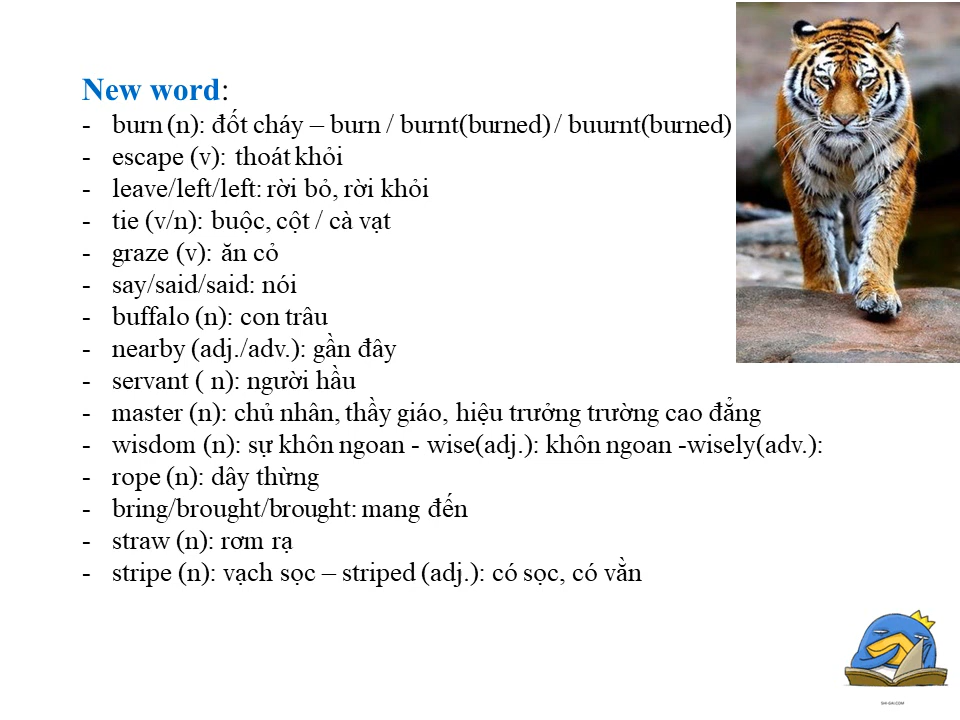 New word:
- burn (n): đốt cháy – burn / burnt(burned) / buurnt(burned)
- escape (v): thoát khỏi
- leave/left/left: rời bỏ, rời khỏi
- tie (v/n): buộc, cột / cà vạt
- graze (v): ăn cỏ
- say/said/said: nói
- buffalo (n): con trâu
- nearby (adj./adv.): gần đây
- servant ( n): người hầu
- master (n): chủ nhân, thầy giáo, hiệu trưởng trường cao đẳng
- wisdom (n): sự khôn ngoan - wise(adj.): khôn ngoan -wisely(adv.):
- rope (n): dây thừng
- bring/brought/brought: mang đến
- straw (n): rơm rạ
- stripe (n): vạch sọc – striped (adj.): có sọc, có vằn